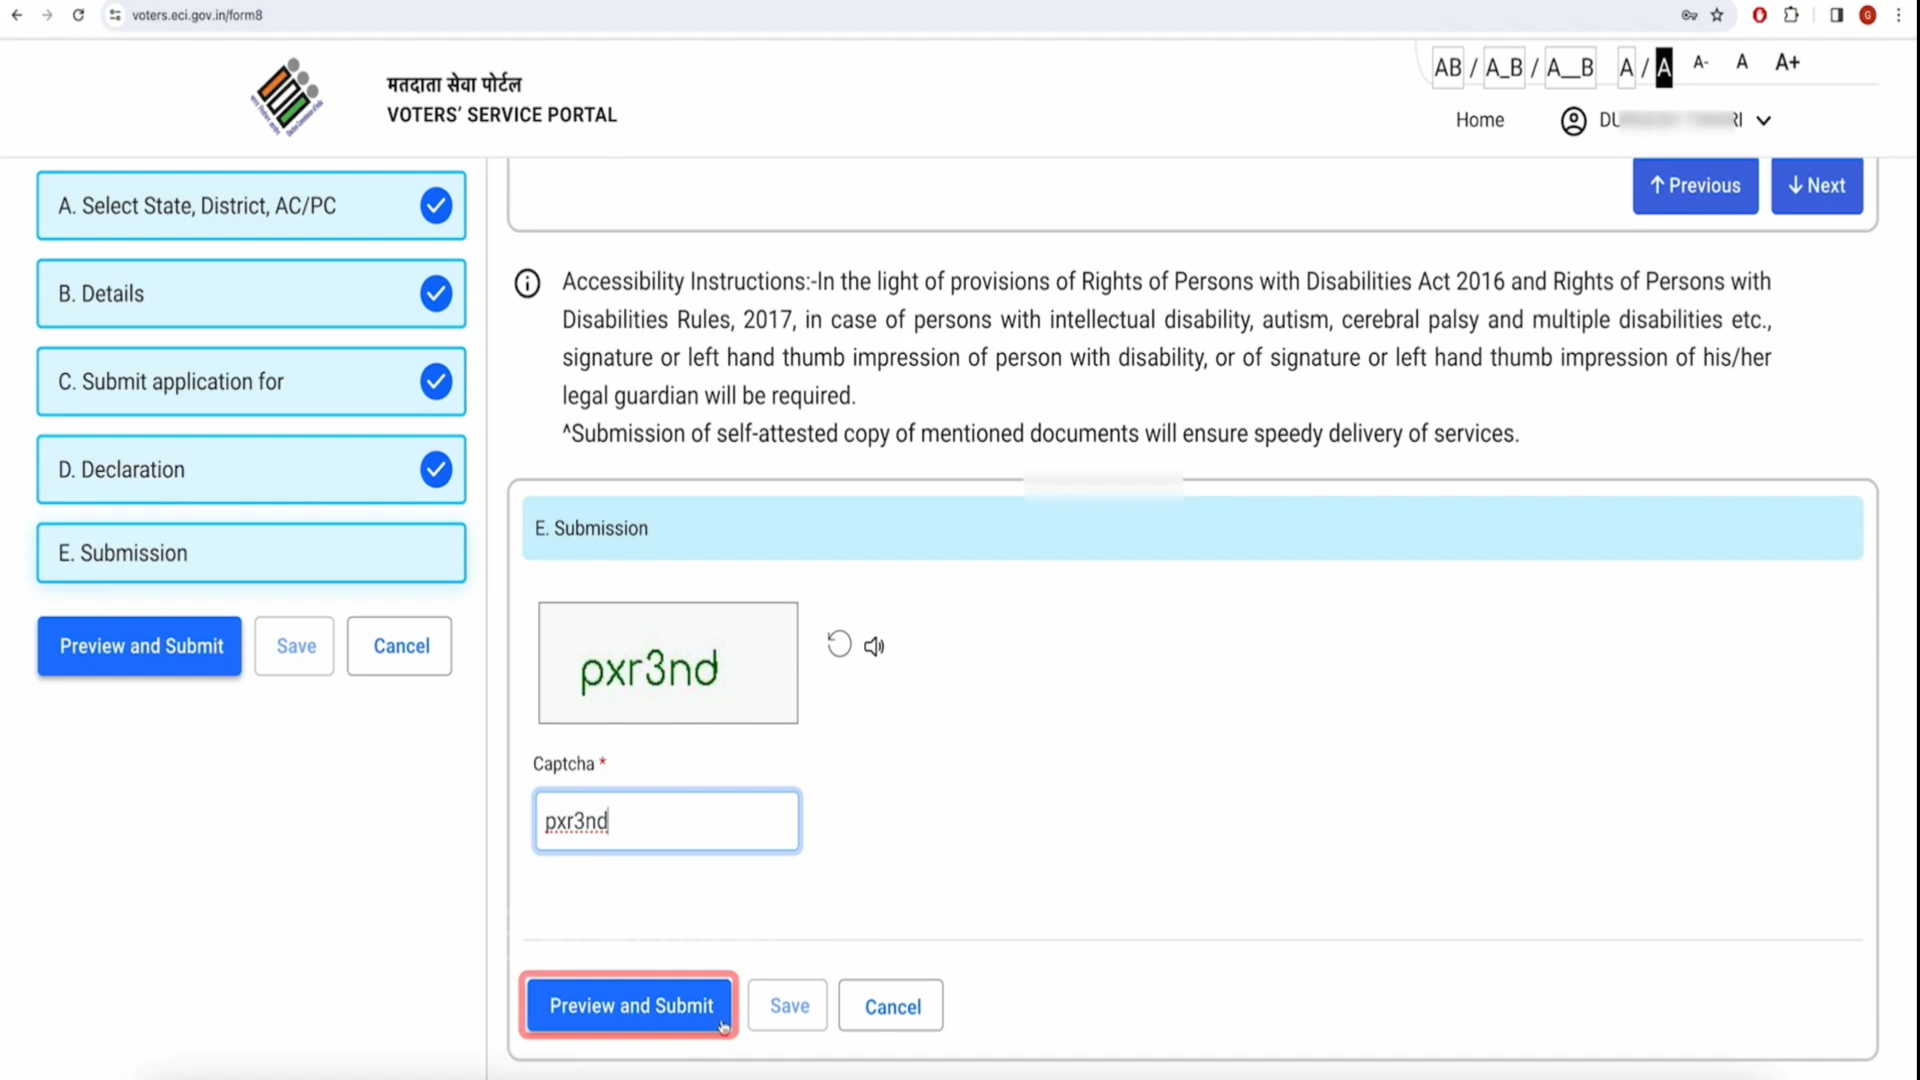 voters.eci.gov.in/form8
G
AB / A_B / A__B A / A A- A A+
मतदाता सेवा पोर्टल
VOTERS' SERVICE PORTAL
Home
A. Select State, District, AC/PC
B. Details
C. Submit application for
D. Declaration
E. Submission
Preview and Submit Save Cancel
↑ Previous ↓ Next
Accessibility Instructions:-In the light of provisions of Rights of Persons with Disabilities Act 2016 and Rights of Persons with
Disabilities Rules, 2017, in case of persons with intellectual disability, autism, cerebral palsy and multiple disabilities etc.,
signature or left hand thumb impression of person with disability, or of signature or left hand thumb impression of his/her
legal guardian will be required.
^Submission of self-attested copy of mentioned documents will ensure speedy delivery of services.
E. Submission
pxr3nd
Captcha *
pxr3nd
Preview and Submit Save Cancel